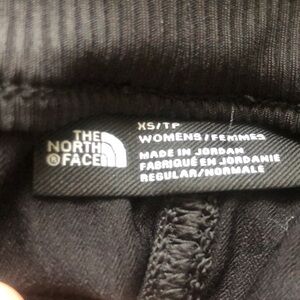 THE
NORTH
®FACE
XS/TP
WOMENS/FEMMES
MADE IN JORDAN
FABRIQUÉ EN JORDANIE
REGULAR/NORMALE